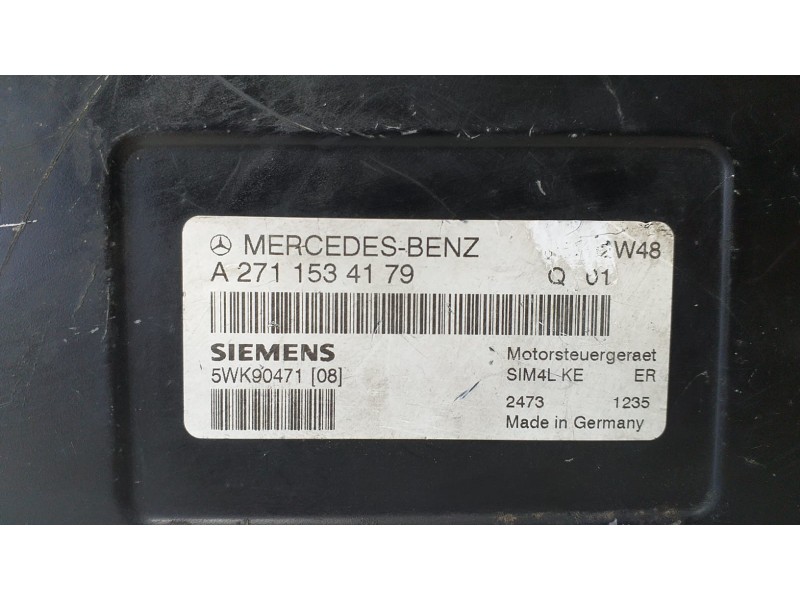 MERCEDES-BENZ W48
A 271 153 41 79 Q 01
SIEMENS Motorsteuergeraet
5WK90471 [08] SIM4L-KE ER
2473 1235
Made in Germany